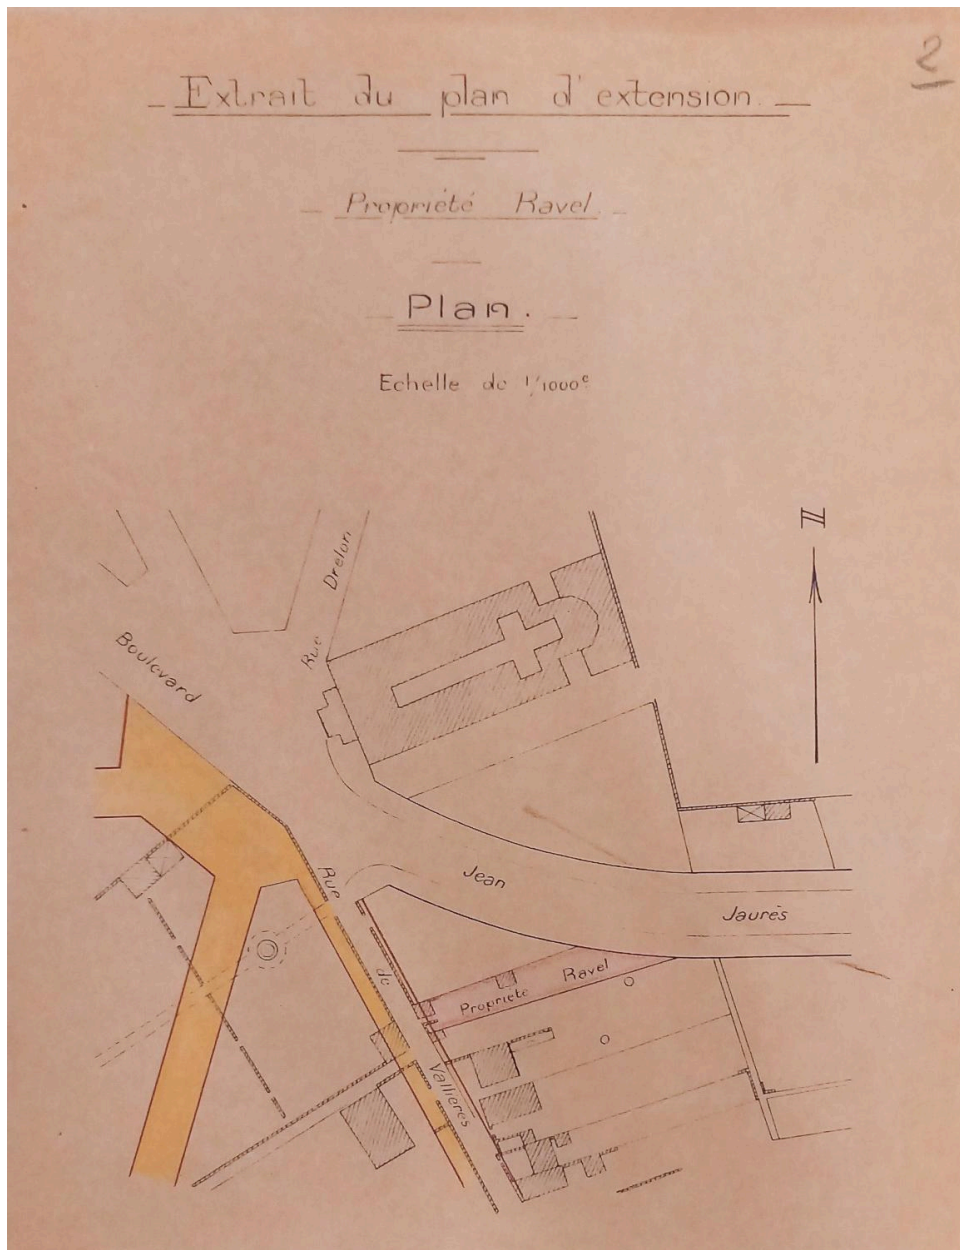 2
Extrait du plan d'extension.
Propriété Ravel
Plan.
Echelle de 1/1000e
N
Rue Drelon
Boulevard
Rue de Vallières
Jean Jaurès
Propriété Ravel